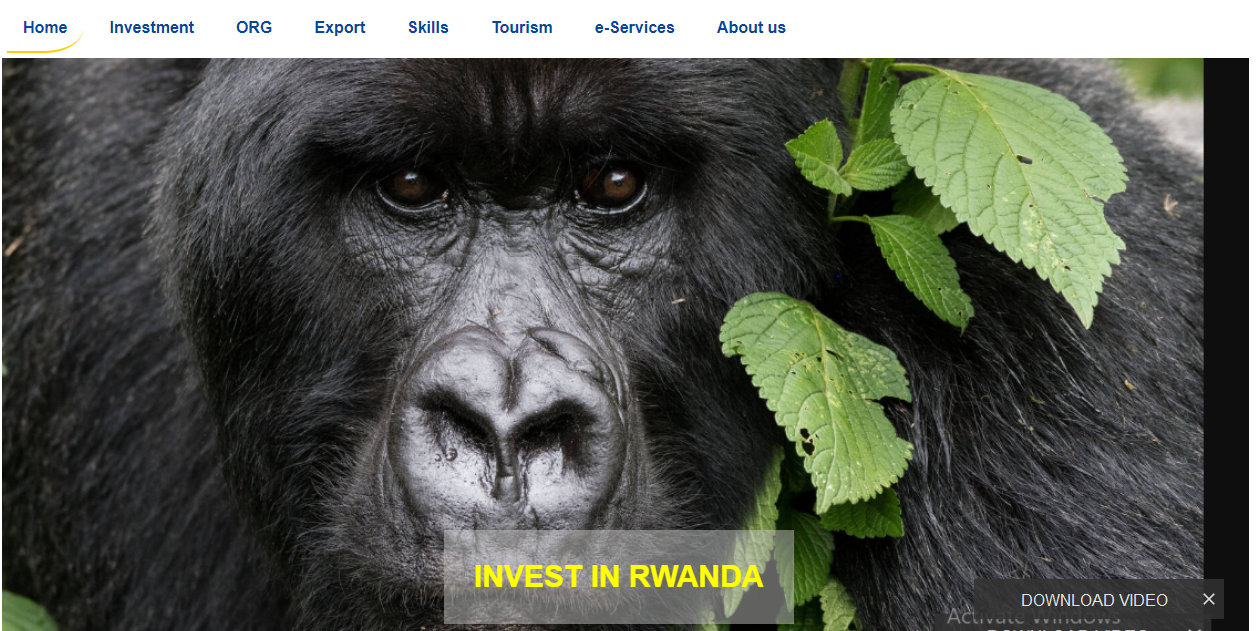 Home Investment ORG Export Skills Tourism e-Services About us
INVEST IN RWANDA
DOWNLOAD VIDEO ×
Activate Windows